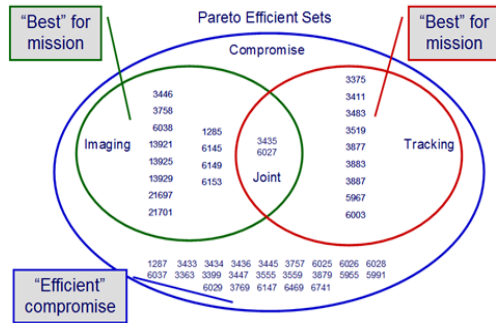 Pareto Efficient Sets
"Best" for
mission
"Best" for
mission
Compromise
Imaging
3446
3758
6038
13921
13925
13929
21697
21701
1285
6145
6149
6153
3435
6027
Joint
3375
3411
3483
3519
3877
3883
3887
5967
6003
Tracking
1287 3433 3434 3436 3445 3757 6025 6026 6028
6037 3363 3399 3447 3555 3559 3879 5955 5991
6029 3769 6147 6469 6741
"Efficient"
compromise